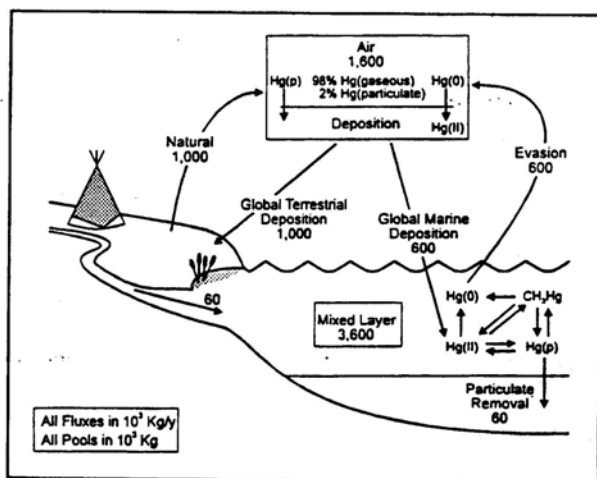 Air
1,600
Hg(p) 98% Hg(gaseous) Hg(0)
2% Hg(particulate)
Deposition Hg(II)
Natural
1,000
Evasion
600
Global Terrestrial
Deposition
1,000
Global Marine
Deposition
600
60
Hg(0) CH3Hg
Mixed Layer
3,600
Hg(II) Hg(p)
Particulate
Removal
60
All Fluxes in 10³ Kg/y
All Pools in 10³ Kg